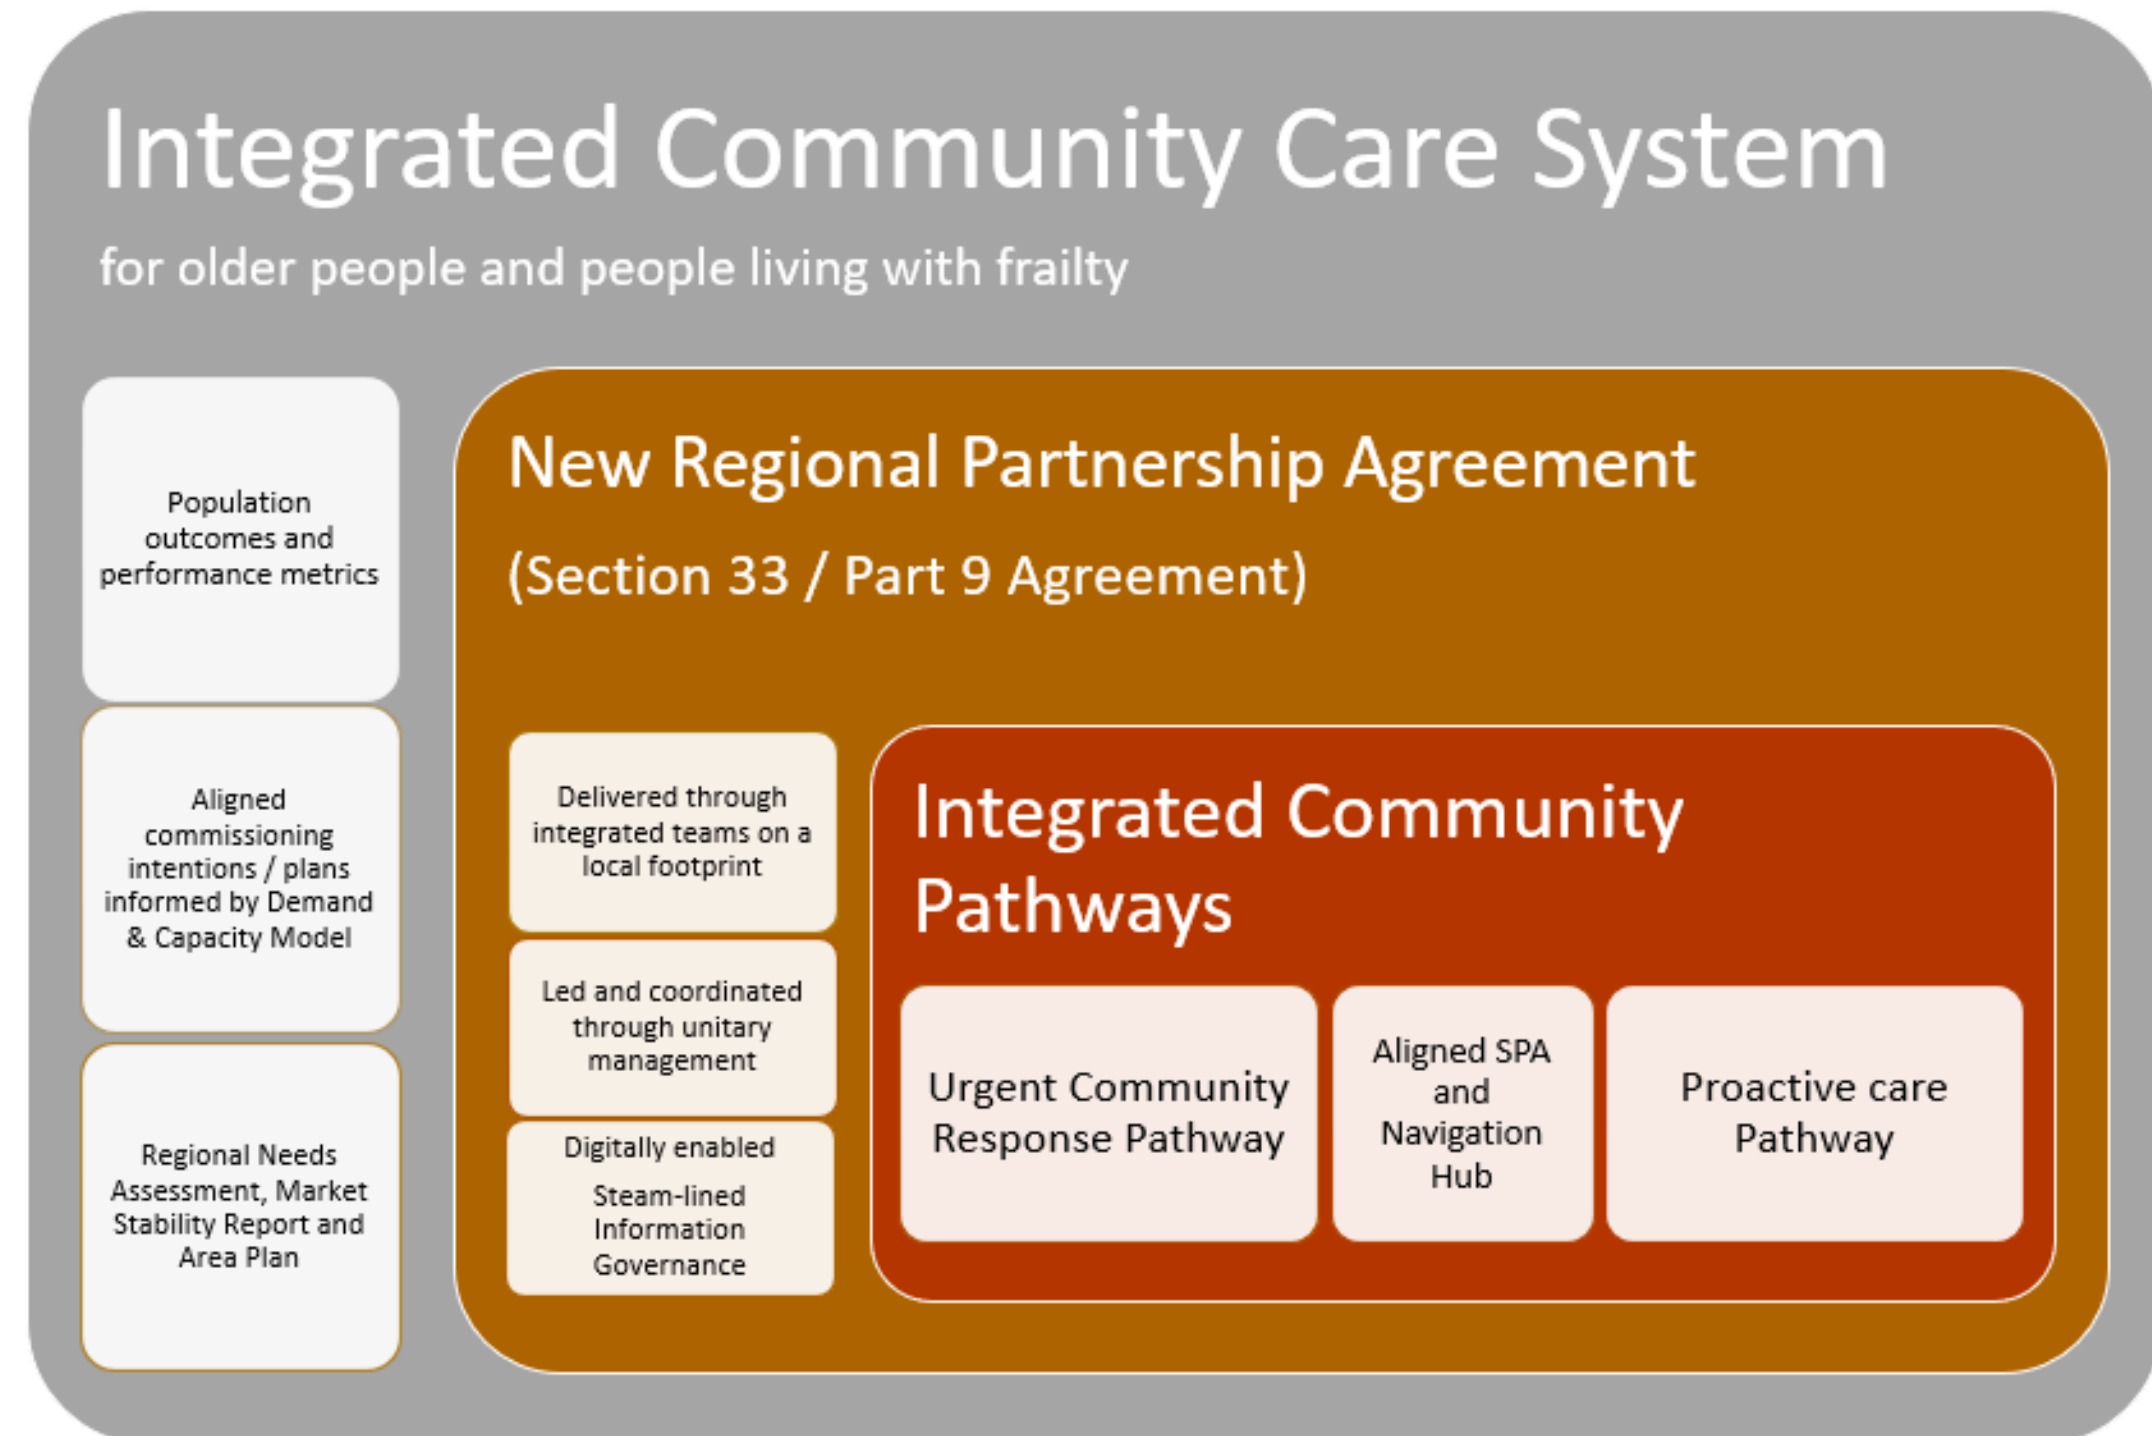 Integrated Community Care System
for older people and people living with frailty
Population
outcomes and
performance metrics
Aligned
commissioning
intentions / plans
informed by Demand
& Capacity Model
Regional Needs
Assessment, Market
Stability Report and
Area Plan
New Regional Partnership Agreement
(Section 33 / Part 9 Agreement)
Delivered through
integrated teams on a
local footprint
Led and coordinated
through unitary
management
Digitally enabled
Steam-lined
Information
Governance
Integrated Community
Pathways
Urgent Community
Response Pathway
Aligned SPA
and
Navigation
Hub
Proactive care
Pathway